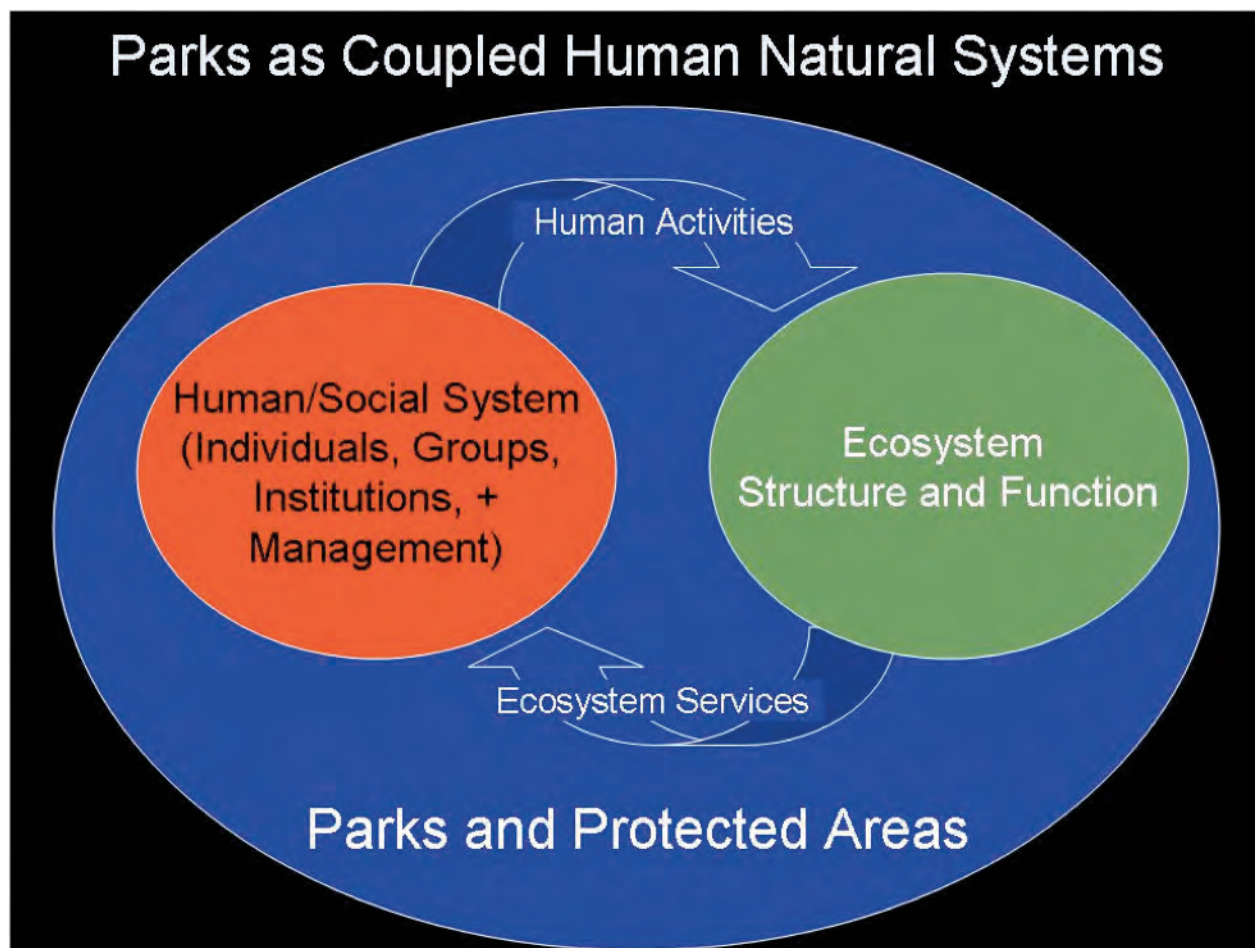 Parks as Coupled Human Natural Systems
Human Activities
Human/Social System
(Individuals, Groups,
Institutions, +
Management)
Ecosystem
Structure and Function
Ecosystem Services
Parks and Protected Areas